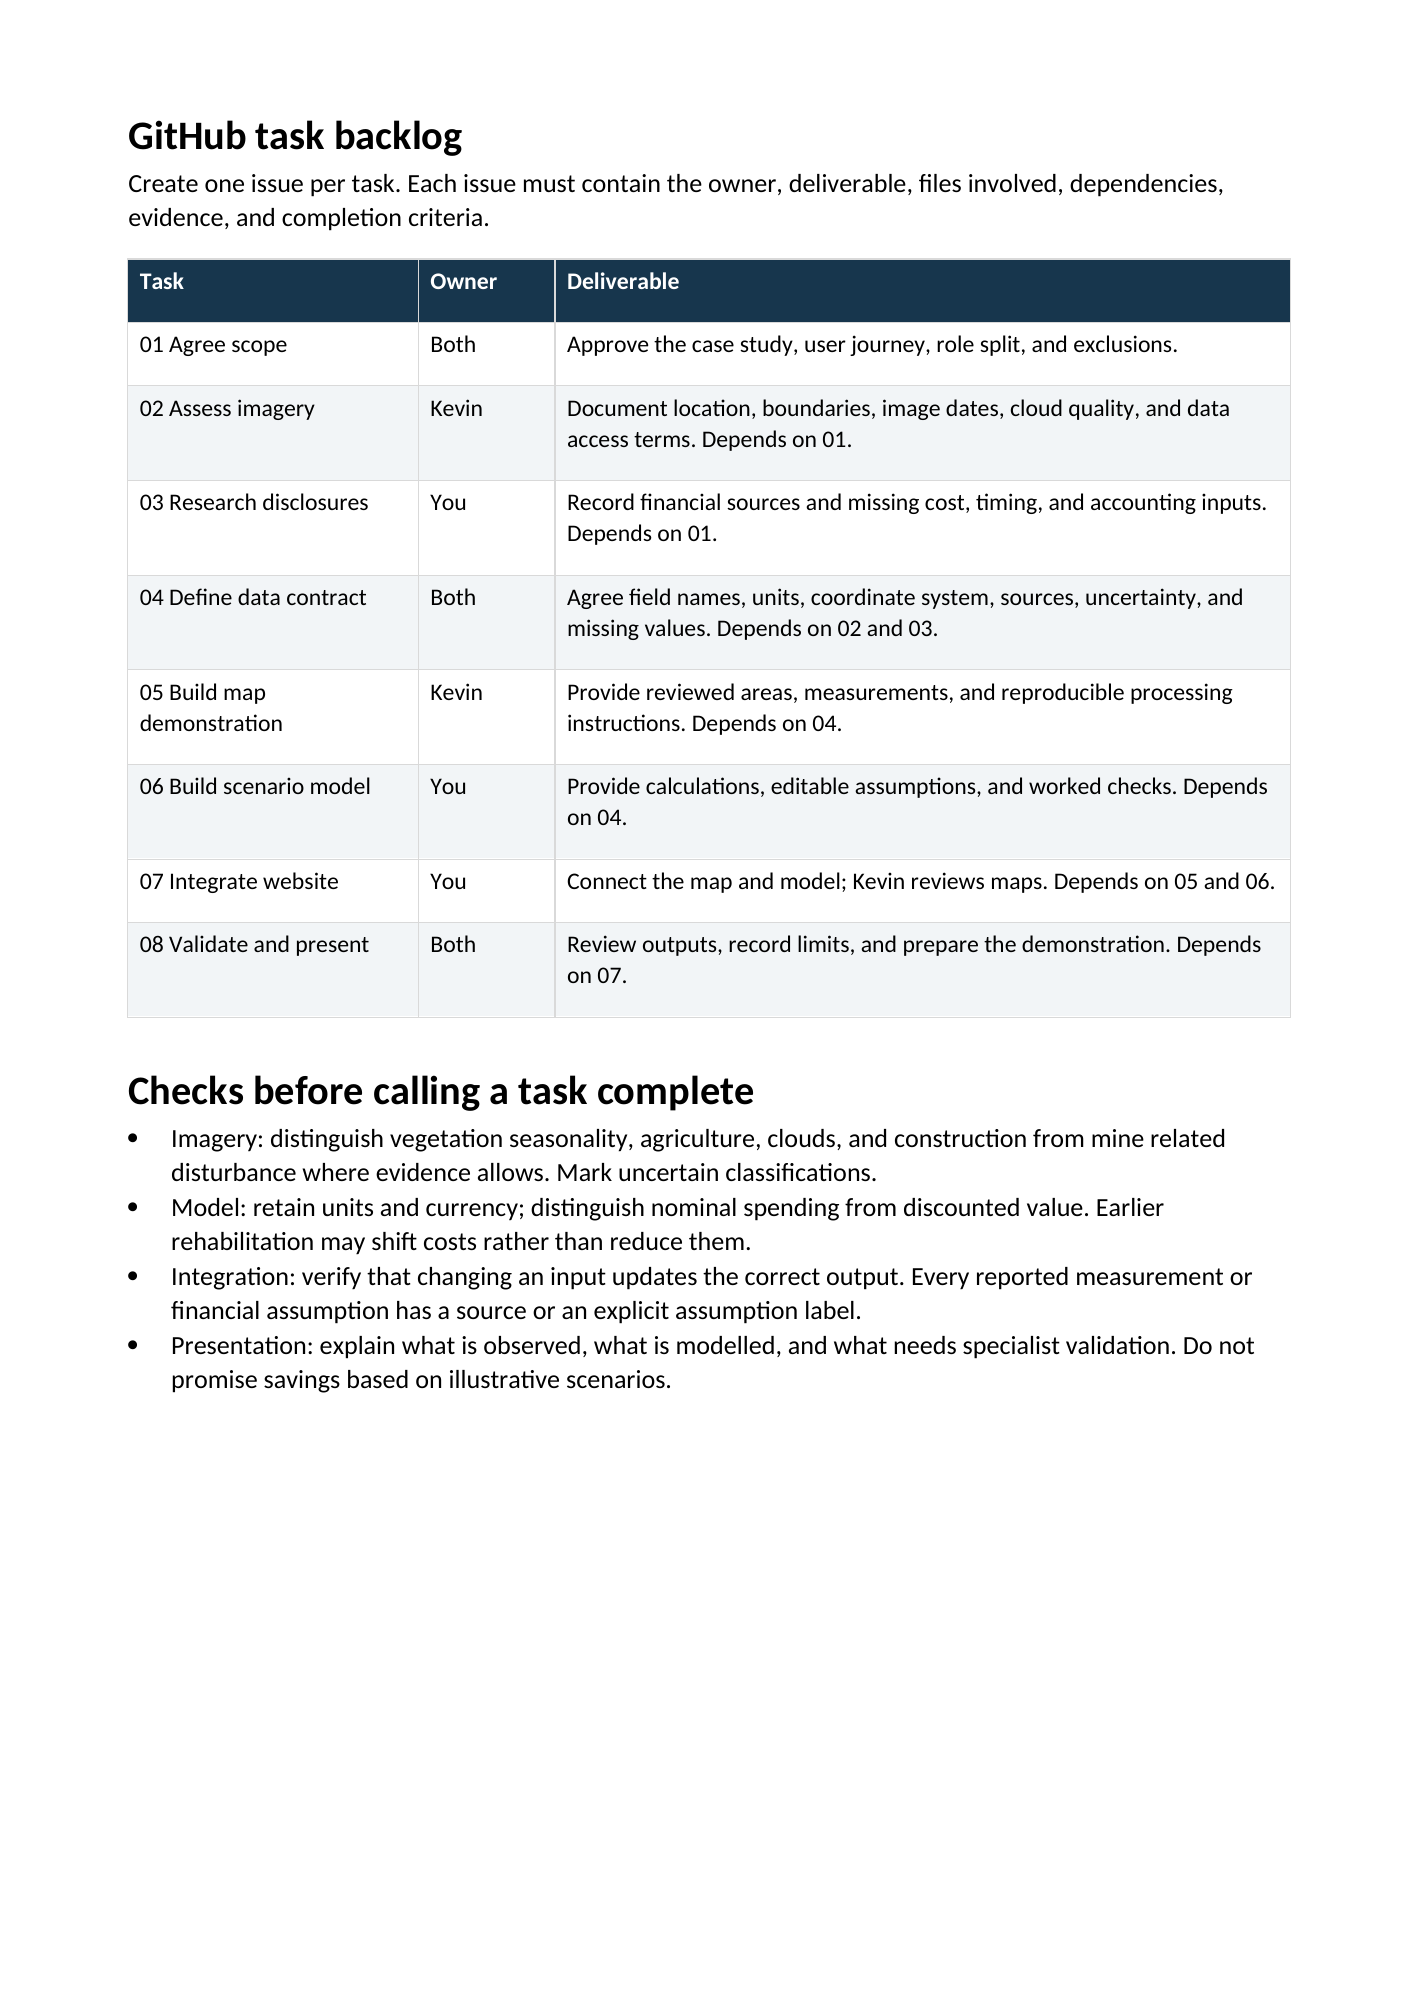 GitHub task backlog
Create one issue per task. Each issue must contain the owner, deliverable, files involved, dependencies,
evidence, and completion criteria.
Task Owner Deliverable
01 Agree scope Both Approve the case study, user journey, role split, and exclusions.
02 Assess imagery Kevin Document location, boundaries, image dates, cloud quality, and data
access terms. Depends on 01.
03 Research disclosures You Record financial sources and missing cost, timing, and accounting inputs.
Depends on 01.
04 Define data contract Both Agree field names, units, coordinate system, sources, uncertainty, and
missing values. Depends on 02 and 03.
05 Build map Kevin Provide reviewed areas, measurements, and reproducible processing
demonstration instructions. Depends on 04.
06 Build scenario model You Provide calculations, editable assumptions, and worked checks. Depends
on 04.
07 Integrate website You Connect the map and model; Kevin reviews maps. Depends on 05 and 06.
08 Validate and present Both Review outputs, record limits, and prepare the demonstration. Depends
on 07.
Checks before calling a task complete
• Imagery: distinguish vegetation seasonality, agriculture, clouds, and construction from mine related
disturbance where evidence allows. Mark uncertain classifications.
• Model: retain units and currency; distinguish nominal spending from discounted value. Earlier
rehabilitation may shift costs rather than reduce them.
• Integration: verify that changing an input updates the correct output. Every reported measurement or
financial assumption has a source or an explicit assumption label.
• Presentation: explain what is observed, what is modelled, and what needs specialist validation. Do not
promise savings based on illustrative scenarios.